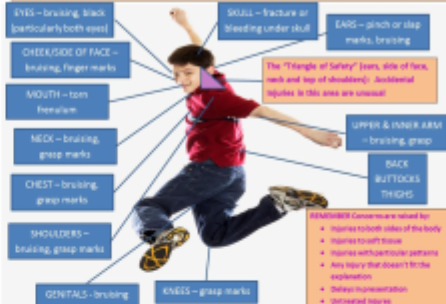 EYES – bruising, black
(particularly both eyes)
SKULL – fracture or
bleeding under skull
EARS – pinch or slap
marks, bruising
CHEEK/SIDE OF FACE –
bruising, finger marks
The "Triangle of Safety" (ears, side of face,
neck and top of shoulders): Accidental
injuries in this area are unusual
MOUTH – torn
frenulum
NECK – bruising,
grasp marks
UPPER & INNER ARM
– bruising, grasp
CHEST – bruising,
grasp marks
BACK
BUTTOCKS
THIGHS
SHOULDERS –
bruising, grasp marks
GENITALS - bruising
KNEES – grasp marks
REMEMBER Concerns are raised by:
• Injuries to both sides of the body
• Injuries to soft tissue
• Injuries with particular patterns
• Any injury that doesn't fit the
explanation
• Delays in presentation
• Untreated injuries